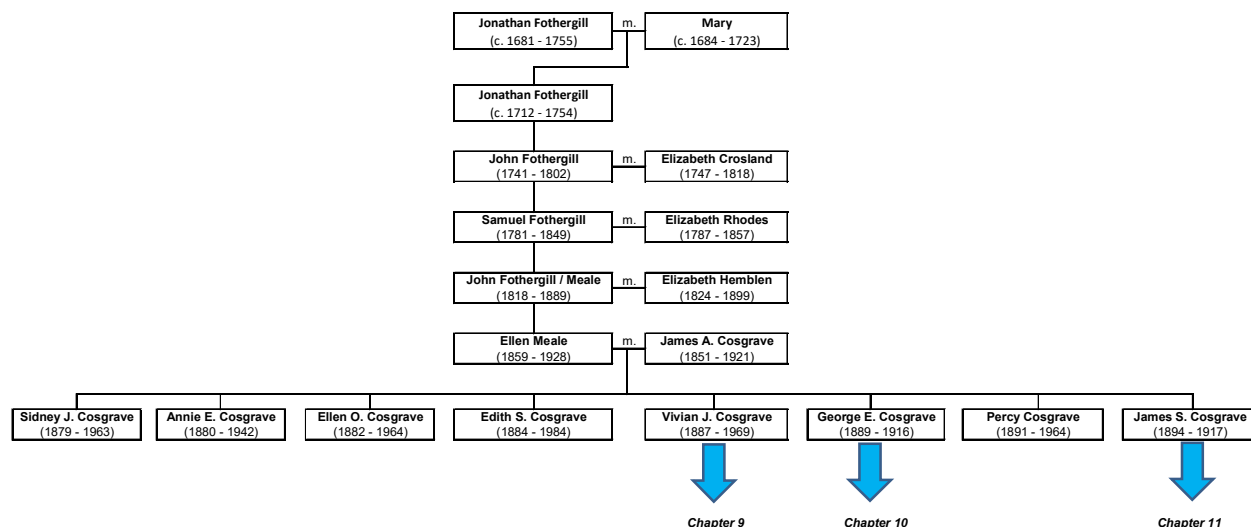 Jonathan Fothergill
(c. 1681 - 1755)
m.
Mary
(c. 1684 - 1723)
Jonathan Fothergill
(c. 1712 - 1754)
John Fothergill
(1741 - 1802)
m.
Elizabeth Crosland
(1747 - 1818)
Samuel Fothergill
(1781 - 1849)
m.
Elizabeth Rhodes
(1787 - 1857)
John Fothergill / Meale
(1818 - 1889)
m.
Elizabeth Hemblen
(1824 - 1899)
Ellen Meale
(1859 - 1928)
m.
James A. Cosgrave
(1851 - 1921)
Sidney J. Cosgrave
(1879 - 1963)
Annie E. Cosgrave
(1880 - 1942)
Ellen O. Cosgrave
(1882 - 1964)
Edith S. Cosgrave
(1884 - 1984)
Vivian J. Cosgrave
(1887 - 1969)
George E. Cosgrave
(1889 - 1916)
Percy Cosgrave
(1891 - 1964)
James S. Cosgrave
(1894 - 1917)
Chapter 9
Chapter 10
Chapter 11